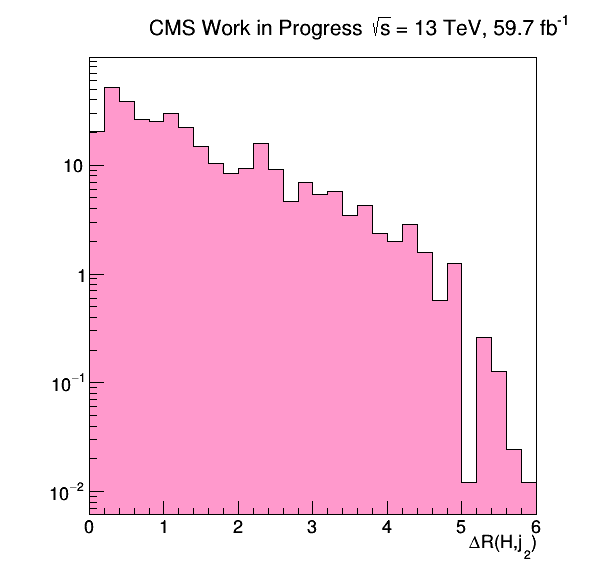 CMS Work in Progress √s = 13 TeV, 59.7 fb⁻¹
10
1
10⁻¹
10⁻²
0 1 2 3 4 5 6
ΔR(H,j₂)